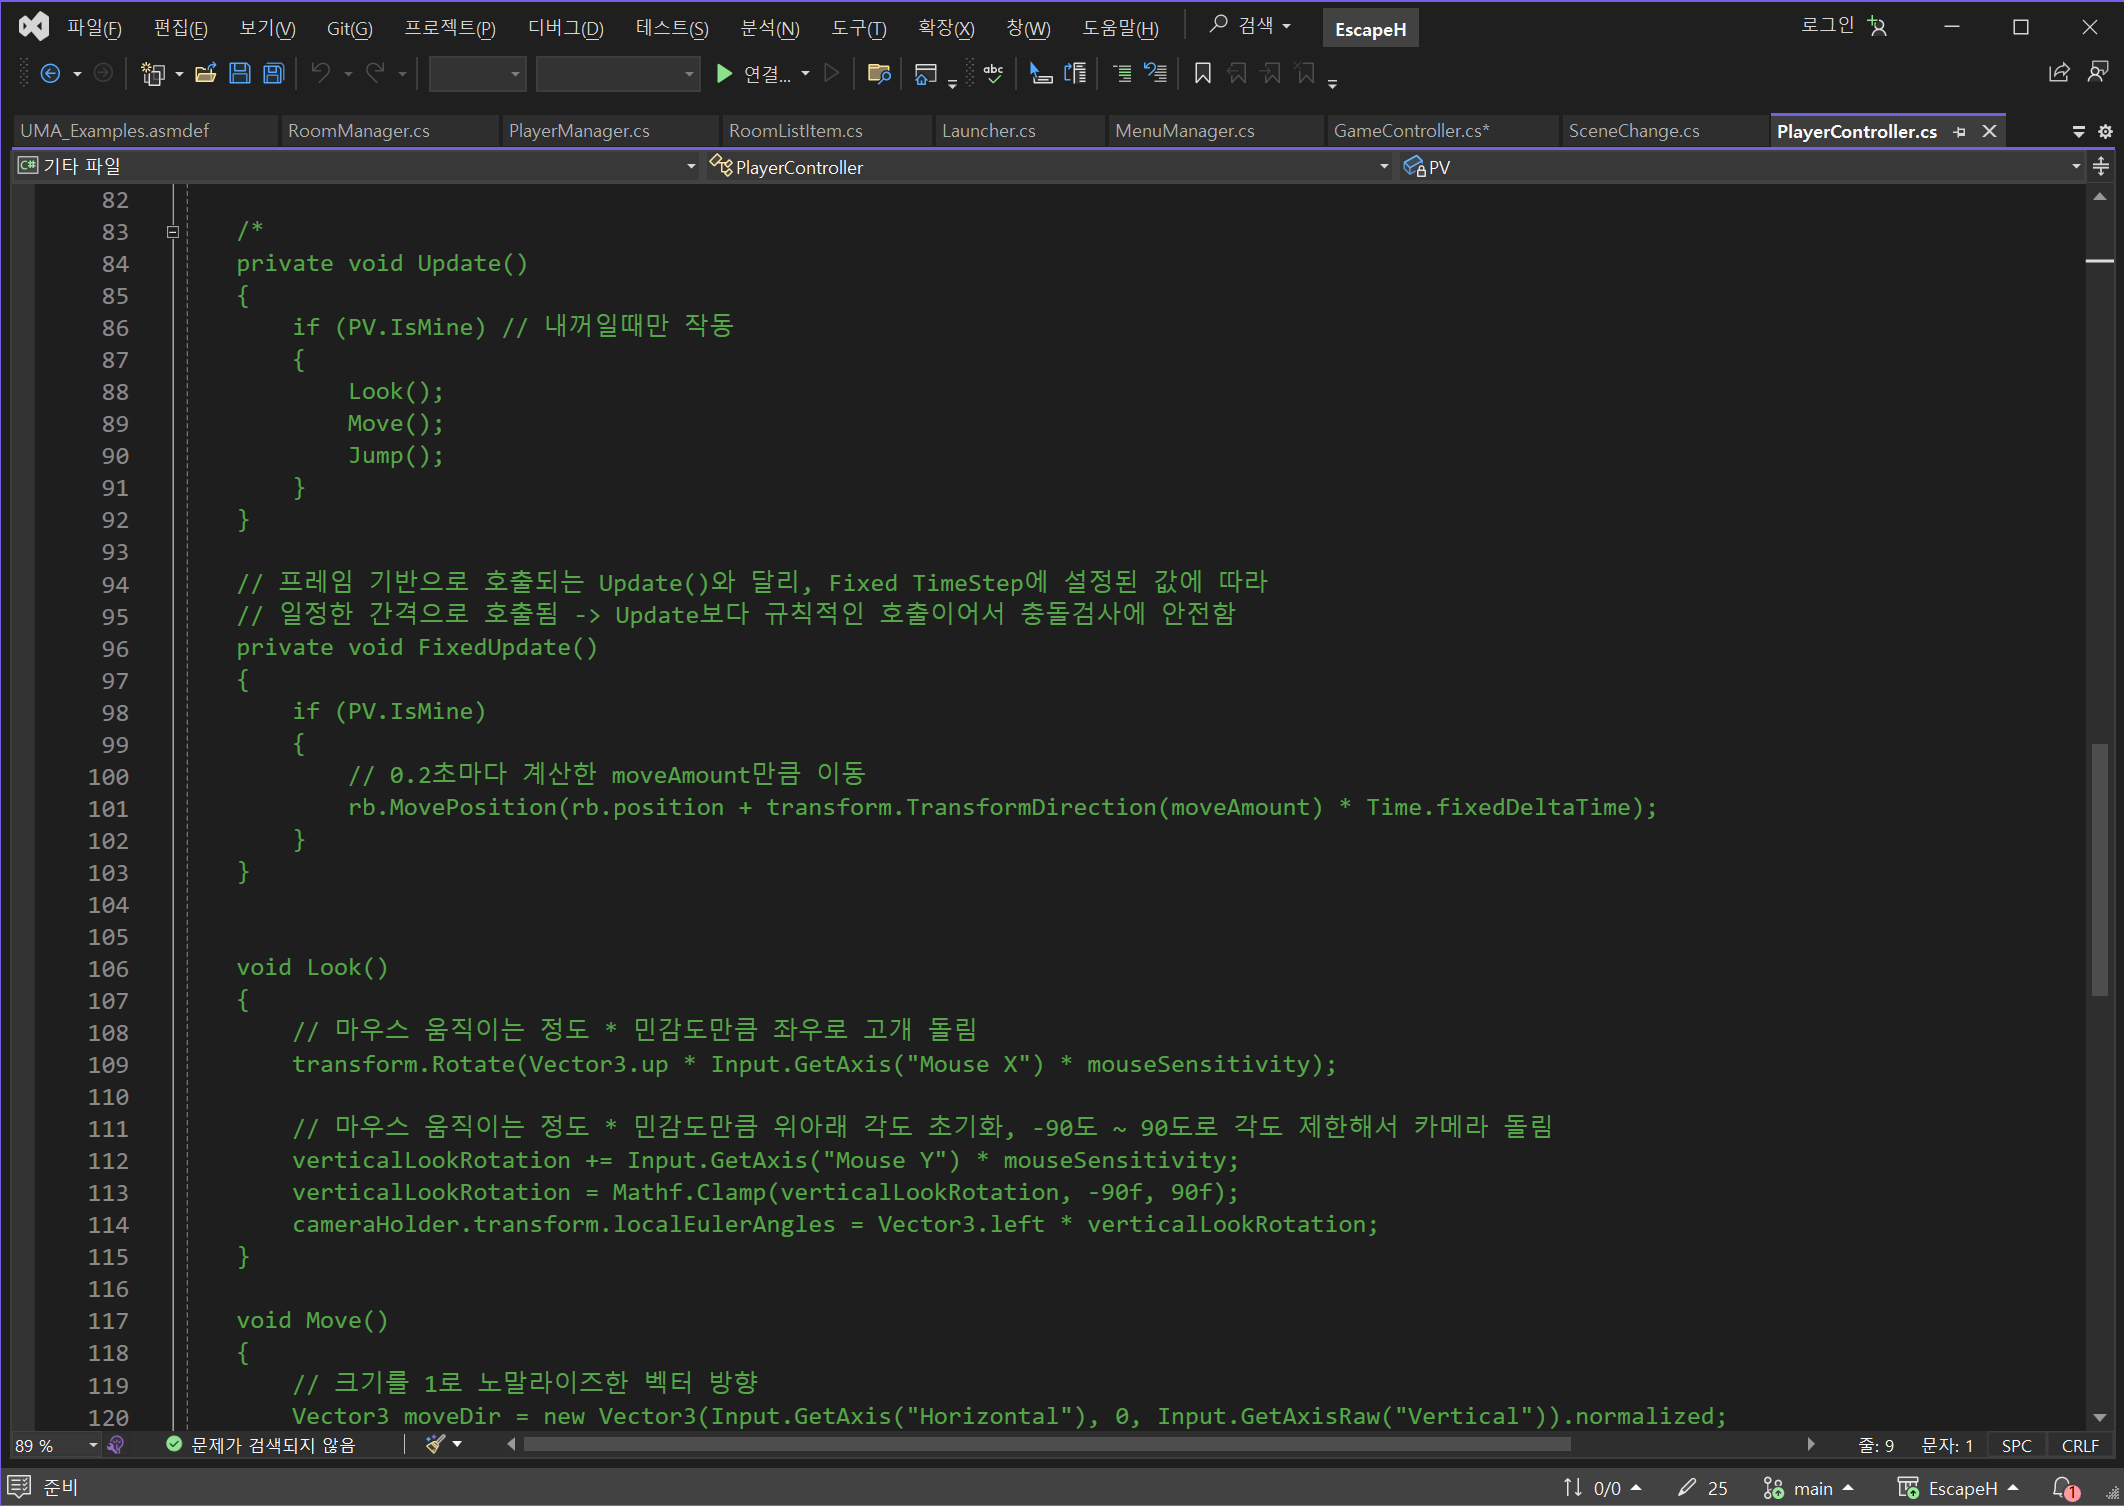 파일(F) 편집(E) 보기(V) Git(G) 프로젝트(P) 디버그(D) 테스트(S) 분석(N) 도구(T) 확장(X) 창(W) 도움말(H) 검색 EscapeH 로그인
연결... abc
UMA_Examples.asmdef RoomManager.cs PlayerManager.cs RoomListItem.cs Launcher.cs MenuManager.cs GameController.cs* SceneChange.cs PlayerController.cs
C# 기타 파일 PlayerController PV
82
83 /*
84 private void Update()
85 {
86 if (PV.IsMine) // 내꺼일때만 작동
87 {
88 Look();
89 Move();
90 Jump();
91 }
92 }
93
94 // 프레임 기반으로 호출되는 Update()와 달리, Fixed TimeStep에 설정된 값에 따라
95 // 일정한 간격으로 호출됨 -> Update보다 규칙적인 호출이어서 충돌검사에 안전함
96 private void FixedUpdate()
97 {
98 if (PV.IsMine)
99 {
100 // 0.2초마다 계산한 moveAmount만큼 이동
101 rb.MovePosition(rb.position + transform.TransformDirection(moveAmount) * Time.fixedDeltaTime);
102 }
103 }
104
105
106 void Look()
107 {
108 // 마우스 움직이는 정도 * 민감도만큼 좌우로 고개 돌림
109 transform.Rotate(Vector3.up * Input.GetAxis("Mouse X") * mouseSensitivity);
110
111 // 마우스 움직이는 정도 * 민감도만큼 위아래 각도 초기화, -90도 ~ 90도로 각도 제한해서 카메라 돌림
112 verticalLookRotation += Input.GetAxis("Mouse Y") * mouseSensitivity;
113 verticalLookRotation = Mathf.Clamp(verticalLookRotation, -90f, 90f);
114 cameraHolder.transform.localEulerAngles = Vector3.left * verticalLookRotation;
115 }
116
117 void Move()
118 {
119 // 크기를 1로 노말라이즈한 벡터 방향
120 Vector3 moveDir = new Vector3(Input.GetAxis("Horizontal"), 0, Input.GetAxisRaw("Vertical")).normalized;
89 % 문제가 검색되지 않음 줄: 9 문자: 1 SPC CRLF
준비 0/0 25 main EscapeH 1